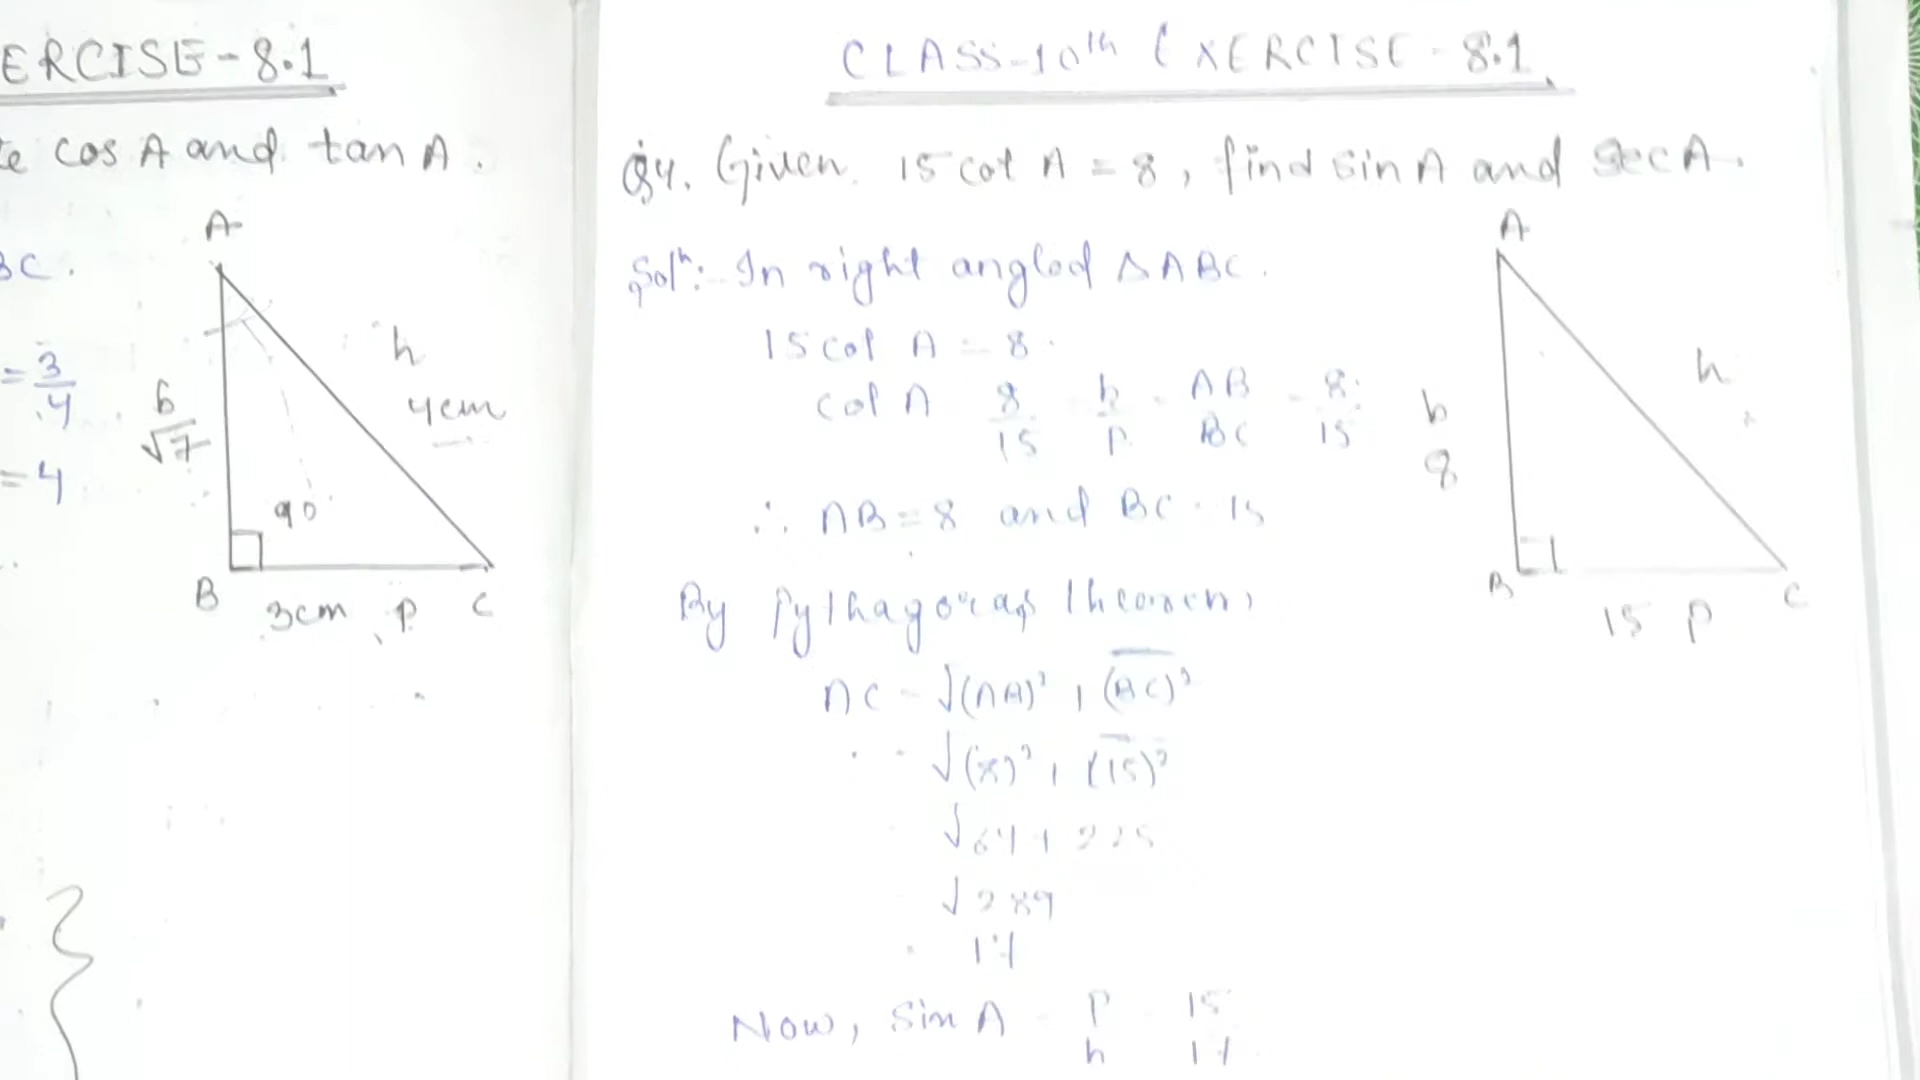 ERCISE-8.1
te cos A and tan A.
BC.
= 3/4
= 4
A
h
4cm
b
√7
90
B
3cm P
C
CLASS-10th EXERCISE-8.1
Q4. Given 15 cot A = 8, find sin A and sec A.
Solⁿ:- In right angled ΔABC.
15 cot A = 8
cot A = 8/15 = b/P = AB/BC = 8/15
∴ AB = 8 and BC = 15
By Pythagoras theorem,
AC = √(AB)² + (BC)²
= √(8)² + (15)²
√64 + 225
√289
= 17
Now, sin A = P/h = 15/17
A
h
b
8
B
15 P
C